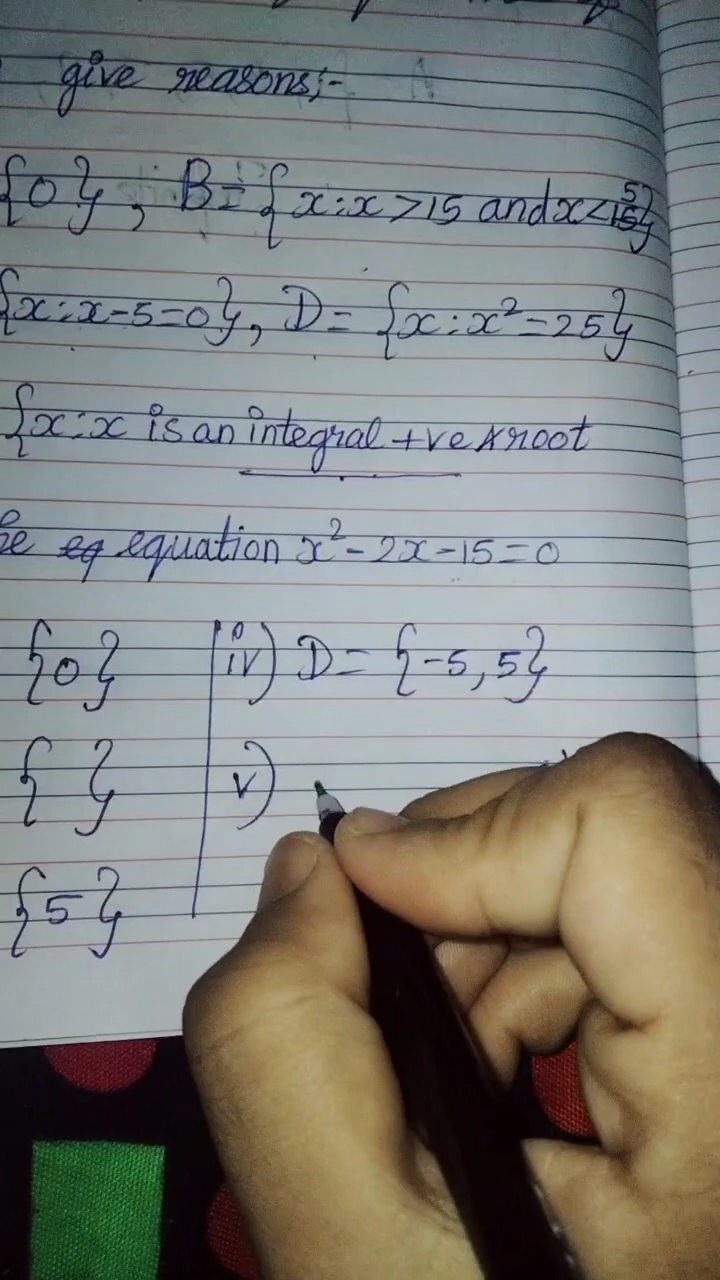 give reasons;-
{0}, B = {x:x>15 and x<5}
{x:x-5=0}, D = {x:x²=25}
{x:x is an integral +ve root
equation x²-2x-15=0
{0}
{ }
{5}
iv) D = {-5, 5}
v)